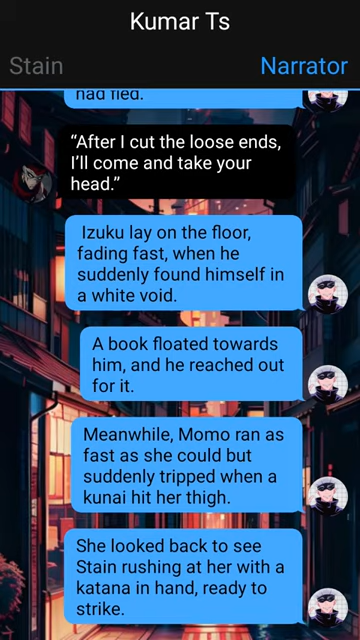 Kumar Ts
Stain
Narrator
had fled.
“After I cut the loose ends,
I’ll come and take your
head.”
Izuku lay on the floor,
fading fast, when he
suddenly found himself in
a white void.
A book floated towards
him, and he reached out
for it.
Meanwhile, Momo ran as
fast as she could but
suddenly tripped when a
kunai hit her thigh.
She looked back to see
Stain rushing at her with a
katana in hand, ready to
strike.